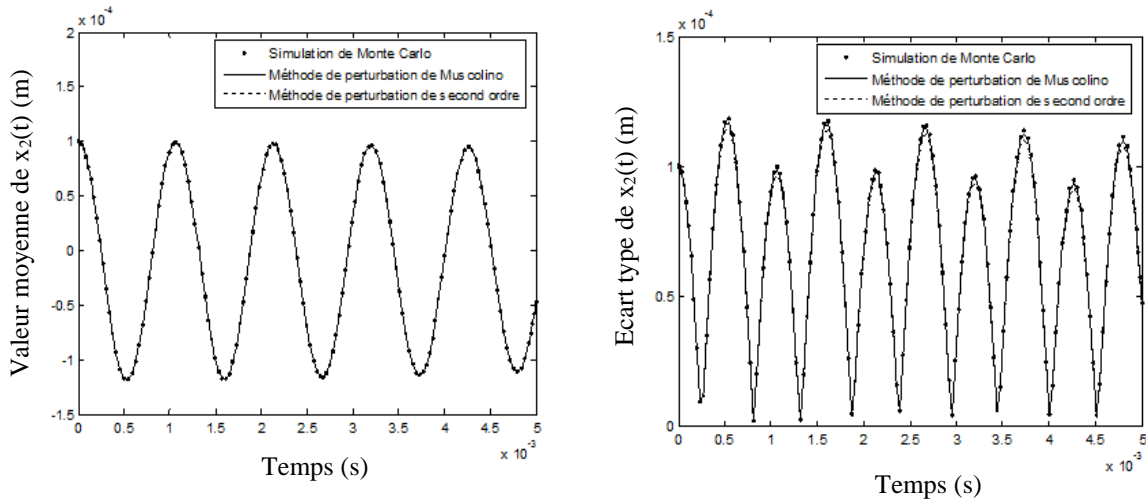 x 10⁻⁴
2
1.5
1
0.5
0
-0.5
-1
-1.5
Valeur moyenne de x₂(t) (m)
Simulation de Monte Carlo
Méthode de perturbation de Muscolino
Méthode de perturbation de second ordre
0 0.5 1 1.5 2 2.5 3 3.5 4 4.5 5
x 10⁻³
Temps (s)
x 10⁻⁴
1.5
1
0.5
0
Ecart type de x₂(t) (m)
Simulation de Monte Carlo
Méthode de perturbation de Muscolino
Méthode de perturbation de second ordre
0 0.5 1 1.5 2 2.5 3 3.5 4 4.5 5
x 10⁻³
Temps (s)